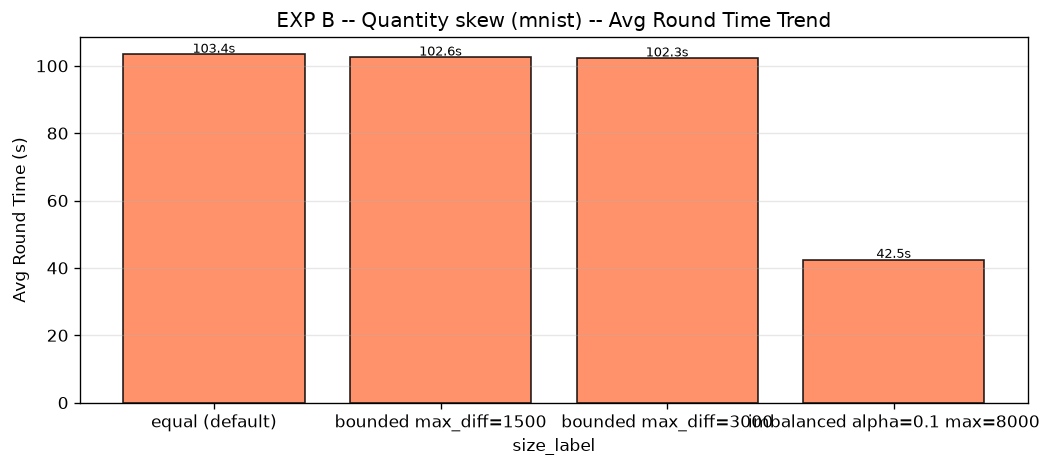 EXP B -- Quantity skew (mnist) -- Avg Round Time Trend
Avg Round Time (s)
100
80
60
40
20
0
103.4s
102.6s
102.3s
42.5s
equal (default)
bounded max_diff=1500
bounded max_diff=3000
imbalanced alpha=0.1 max=8000
size_label